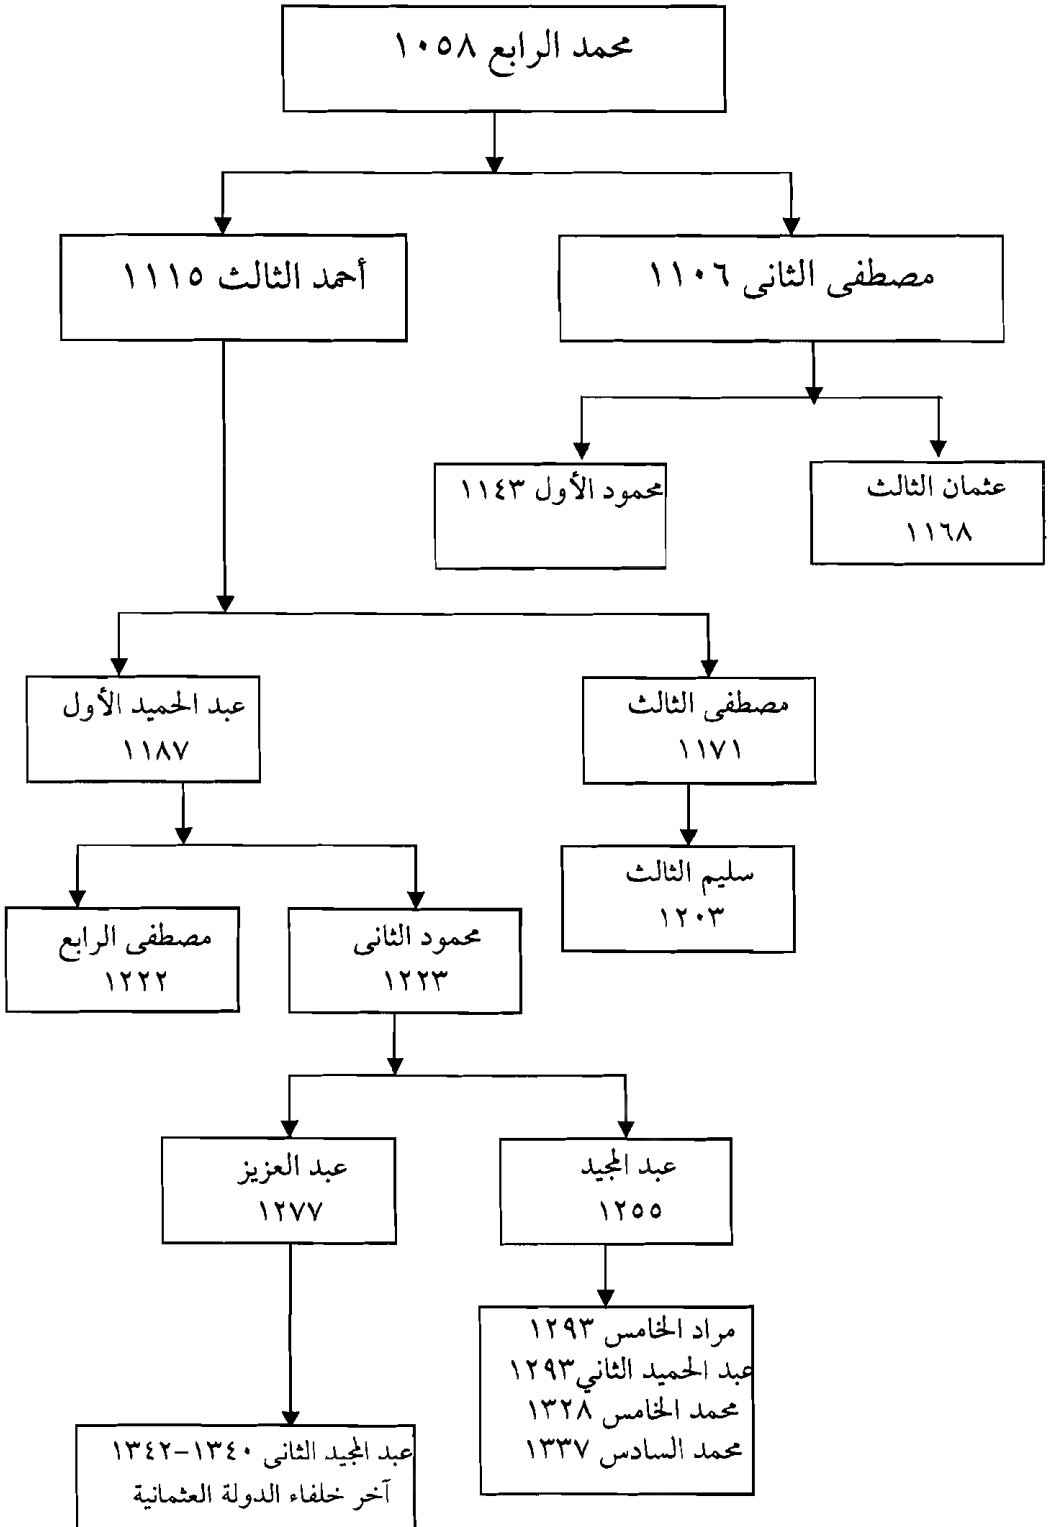 محمد الرابع ١٠٥٨
مصطفى الثانى ١١٠٦
أحمد الثالث ١١١٥
عثمان الثالث
١١٦٨
محمود الأول ١١٤٣
مصطفى الثالث
١١٧١
عبد الحميد الأول
١١٨٧
سليم الثالث
١٢٠٣
محمود الثانى
١٢٢٣
مصطفى الرابع
١٢٢٢
عبد المجيد
١٢٥٥
عبد العزيز
١٢٧٧
مراد الخامس ١٢٩٣
عبد الحميد الثاني١٢٩٣
محمد الخامس ١٣٢٨
محمد السادس ١٣٣٧
عبد المجيد الثانى ١٣٤٠-١٣٤٢
آخر خلفاء الدولة العثمانية